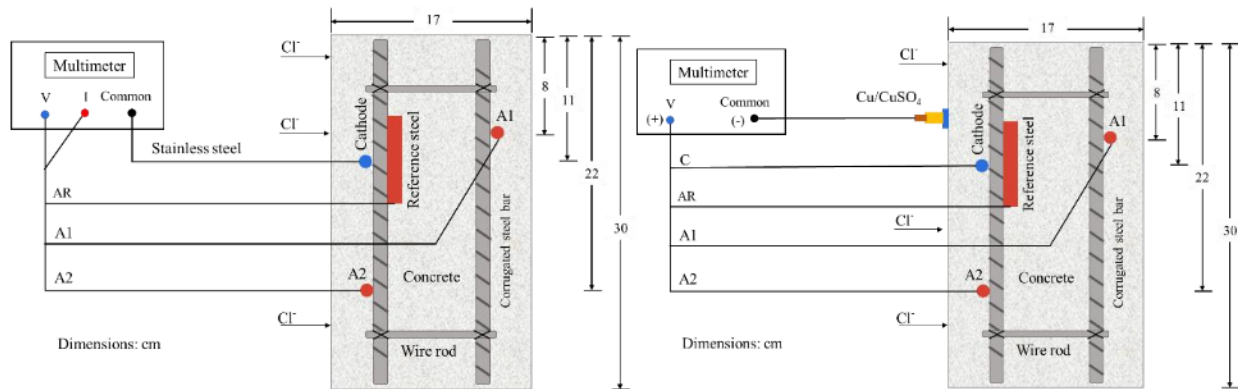 17
Cl⁻
Multimeter
V
I
Common
8
11
A1
Cl⁻
Cathode
Reference steel
Stainless steel
22
AR
30
A1
Corrugated steel bar
A2
Concrete
Cl⁻
Dimensions: cm
Wire rod
17
Cl⁻
Multimeter
Cu/CuSO₄
V
Common
(+)
(-)
8
11
A1
Cathode
Reference steel
C
22
AR
Cl⁻
30
A1
Corrugated steel bar
A2
Concrete
Cl⁻
Dimensions: cm
Wire rod